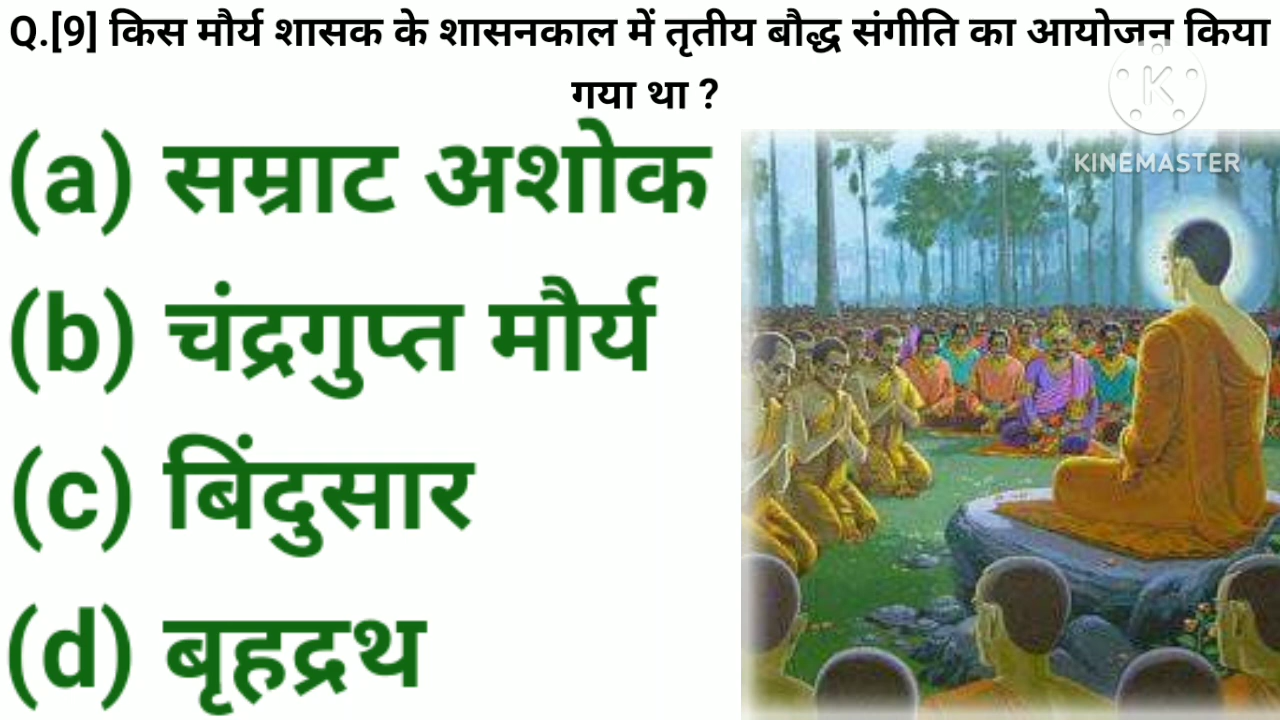 Q.[9] किस मौर्य शासक के शासनकाल में तृतीय बौद्ध संगीति का आयोजन किया
गया था ?
K
KINEMASTER
(a) सम्राट अशोक
(b) चंद्रगुप्त मौर्य
(c) बिंदुसार
(d) बृहद्रथ